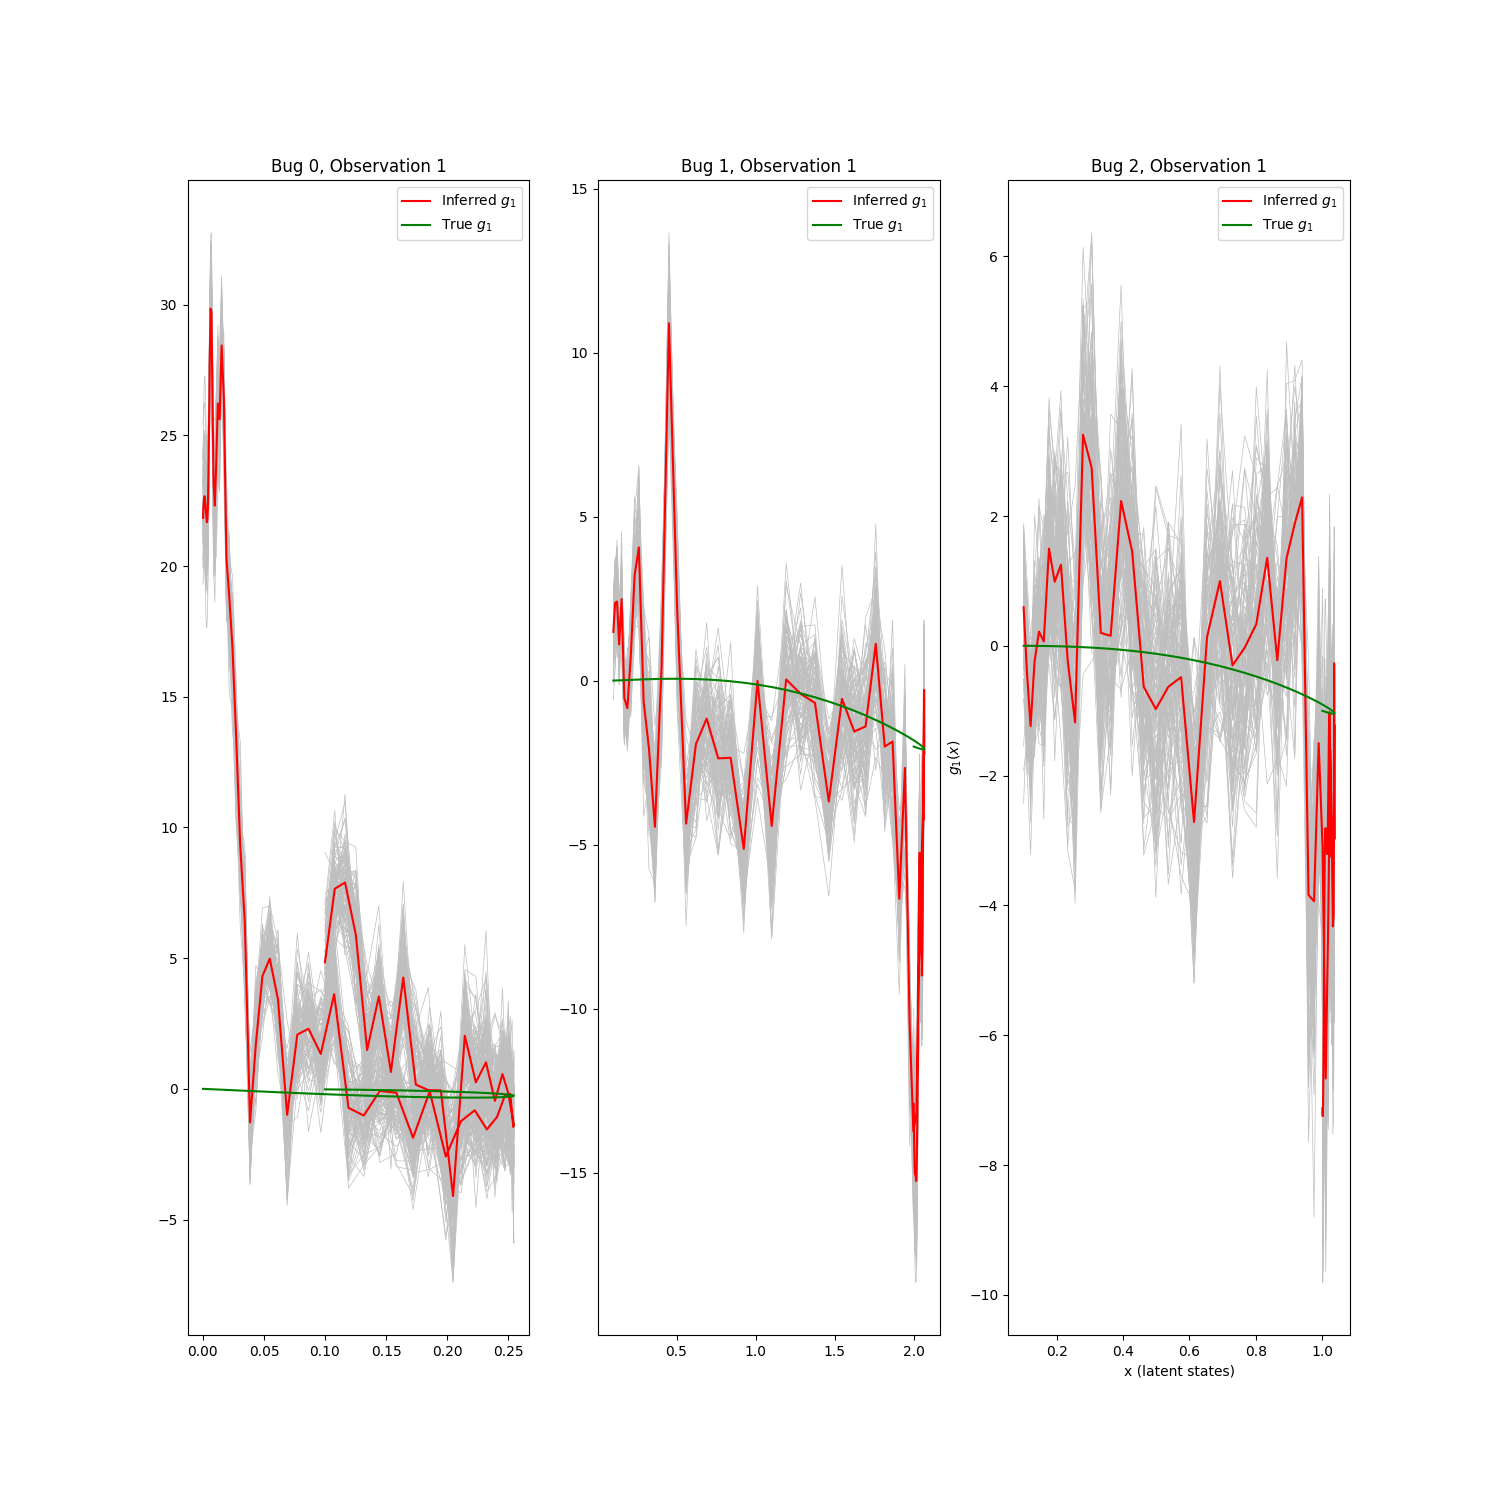 Bug 0, Observation 1
Inferred g₁
True g₁
30
25
20
15
10
5
0
−5
0.00 0.05 0.10 0.15 0.20 0.25
Bug 1, Observation 1
Inferred g₁
True g₁
15
10
5
0
−5
−10
−15
0.5 1.0 1.5 2.0
Bug 2, Observation 1
Inferred g₁
True g₁
g₁(x)
6
4
2
0
−2
−4
−6
−8
−10
0.2 0.4 0.6 0.8 1.0
x (latent states)